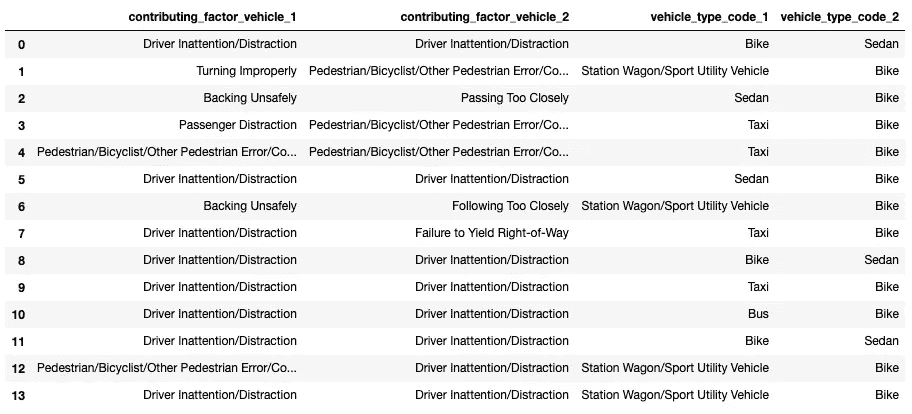 contributing_factor_vehicle_1 contributing_factor_vehicle_2 vehicle_type_code_1 vehicle_type_code_2
0 Driver Inattention/Distraction Driver Inattention/Distraction Bike Sedan
1 Turning Improperly Pedestrian/Bicyclist/Other Pedestrian Error/Co... Station Wagon/Sport Utility Vehicle Bike
2 Backing Unsafely Passing Too Closely Sedan Bike
3 Passenger Distraction Pedestrian/Bicyclist/Other Pedestrian Error/Co... Taxi Bike
4 Pedestrian/Bicyclist/Other Pedestrian Error/Co... Pedestrian/Bicyclist/Other Pedestrian Error/Co... Taxi Bike
5 Driver Inattention/Distraction Driver Inattention/Distraction Sedan Bike
6 Backing Unsafely Following Too Closely Station Wagon/Sport Utility Vehicle Bike
7 Driver Inattention/Distraction Failure to Yield Right-of-Way Taxi Bike
8 Driver Inattention/Distraction Driver Inattention/Distraction Bike Sedan
9 Driver Inattention/Distraction Driver Inattention/Distraction Taxi Bike
10 Driver Inattention/Distraction Driver Inattention/Distraction Bus Bike
11 Driver Inattention/Distraction Driver Inattention/Distraction Bike Sedan
12 Pedestrian/Bicyclist/Other Pedestrian Error/Co... Driver Inattention/Distraction Station Wagon/Sport Utility Vehicle Bike
13 Driver Inattention/Distraction Driver Inattention/Distraction Station Wagon/Sport Utility Vehicle Bike